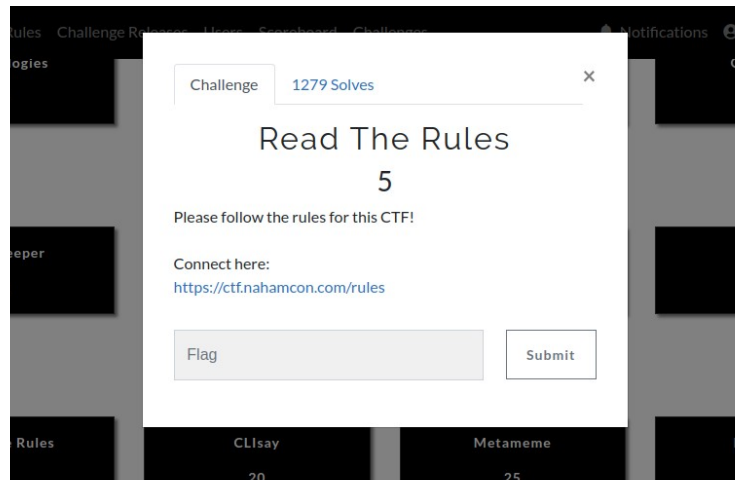 Rules Challenge Releases Users Scoreboard Challenges Notifications
ogies
Challenge 1279 Solves ×
Read The Rules
5
Please follow the rules for this CTF!
eeper
Connect here:
https://ctf.nahamcon.com/rules
Flag Submit
Rules CLIsay Metameme
20 25